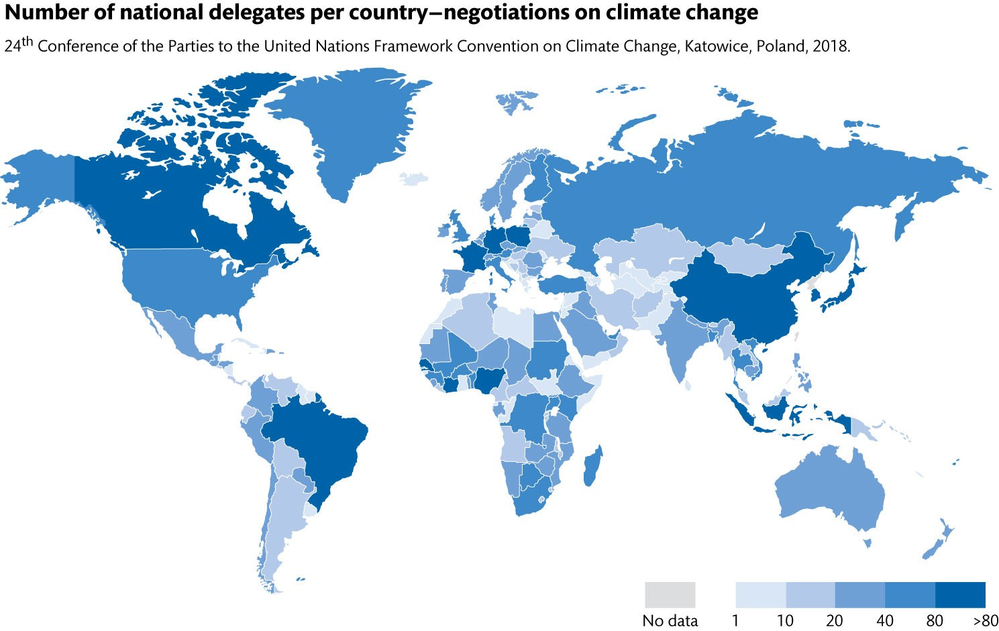 Number of national delegates per country–negotiations on climate change
24th Conference of the Parties to the United Nations Framework Convention on Climate Change, Katowice, Poland, 2018.
No data 1 10 20 40 80 >80